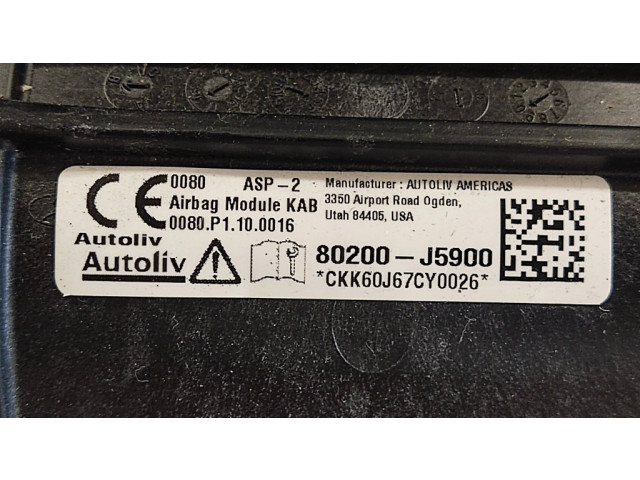 CE 0080 ASP-2
Airbag Module KAB
0080.P1.10.0016
Manufacturer : AUTOLIV AMERICAS
3350 Airport Road Ogden,
Utah 84405, USA
Autoliv
Autoliv
80200-J5900
*CKK60J67CY0026*